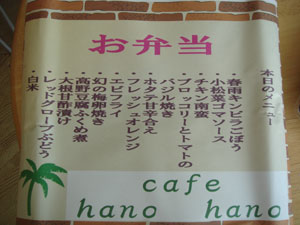 お弁当
本日のメニュー
・春雨キンピラごぼう
・小松菜ゴマソース
・チキン南蛮
・ブロッコリーとトマトの
バジル焼き
・ホタテ甘辛合え
・フレッシュオレンジ
・エビフライ
・幻の梅卵焼き
・高野豆腐ふくめ煮
・大根甘酢漬け
・レッドグローブぶどう
・白米
cafe
hano hano